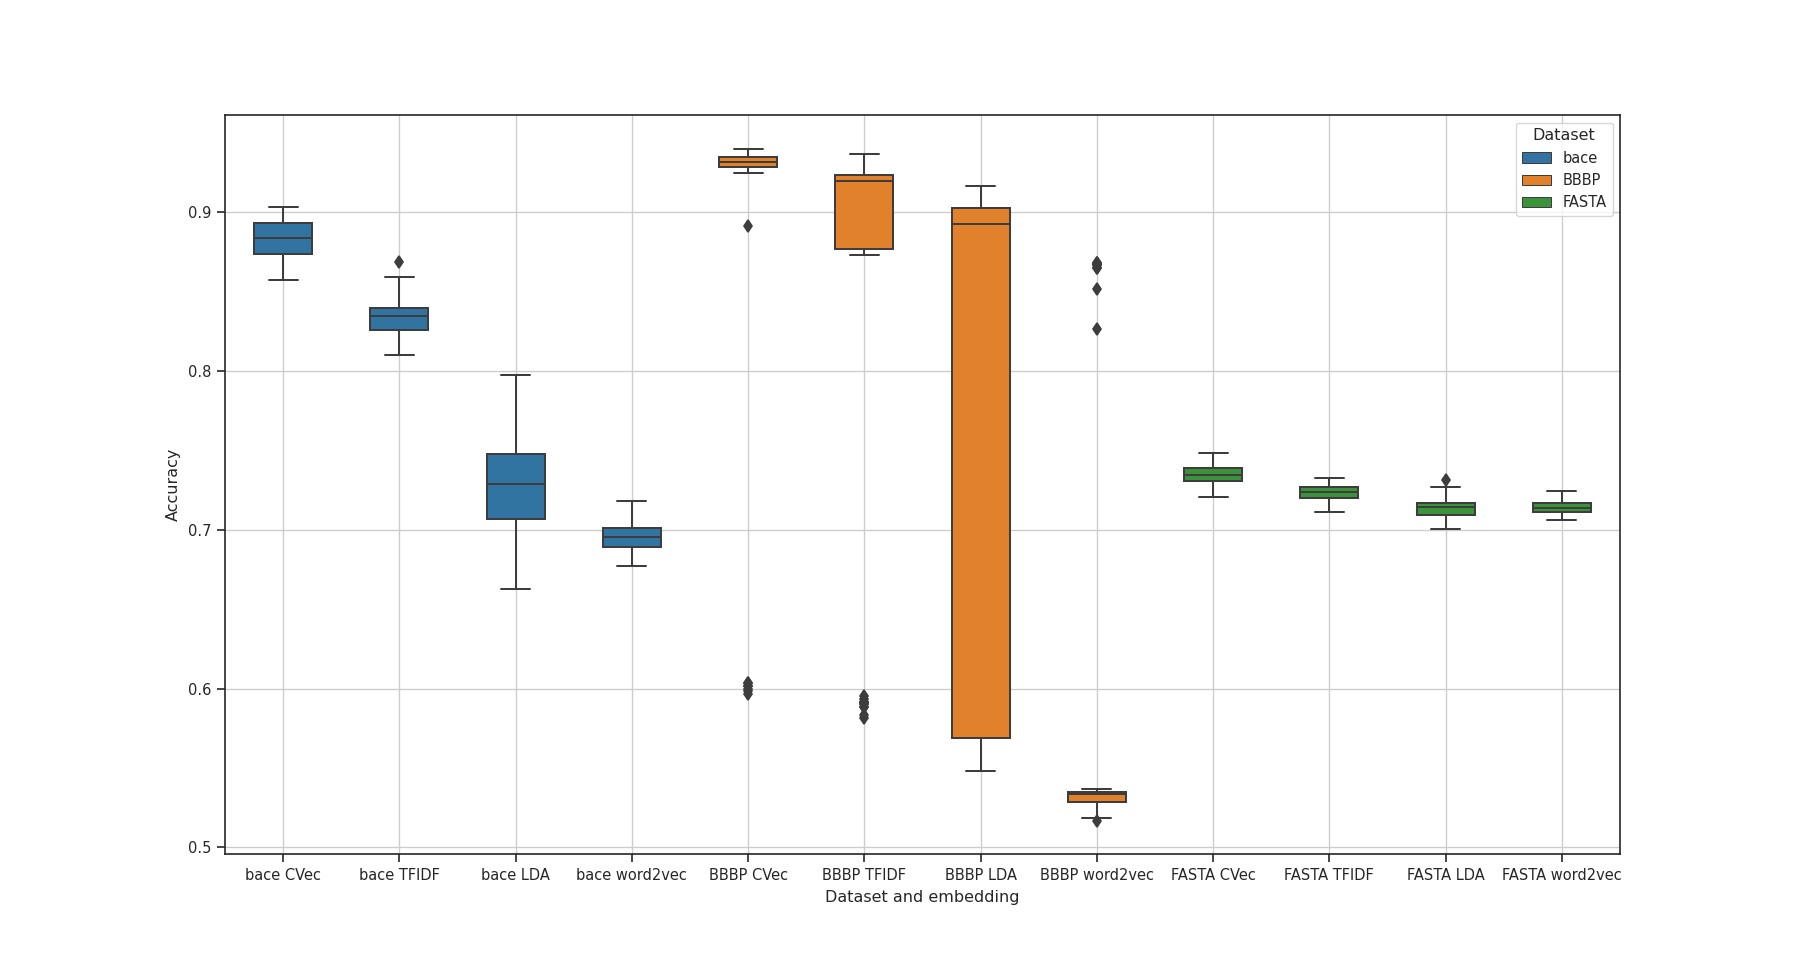 Dataset
bace
BBBP
FASTA
0.9
0.8
0.7
0.6
0.5
Accuracy
bace CVec bace TFIDF bace LDA bace word2vec BBBP CVec BBBP TFIDF BBBP LDA BBBP word2vec FASTA CVec FASTA TFIDF FASTA LDA FASTA word2vec
Dataset and embedding